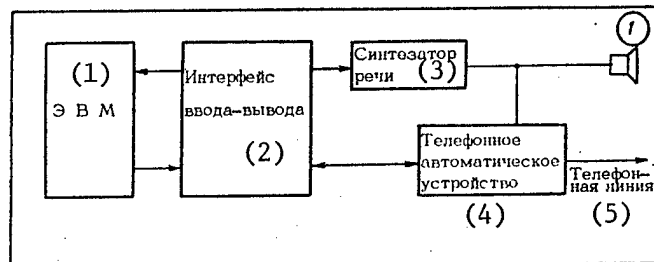 (1)
Э В М
Интерфейс
ввода-вывода
(2)
Синтезатор
речи (3)
1
Телефонное
автоматическое
устройство
(4)
Телефон-
ная линия
(5)